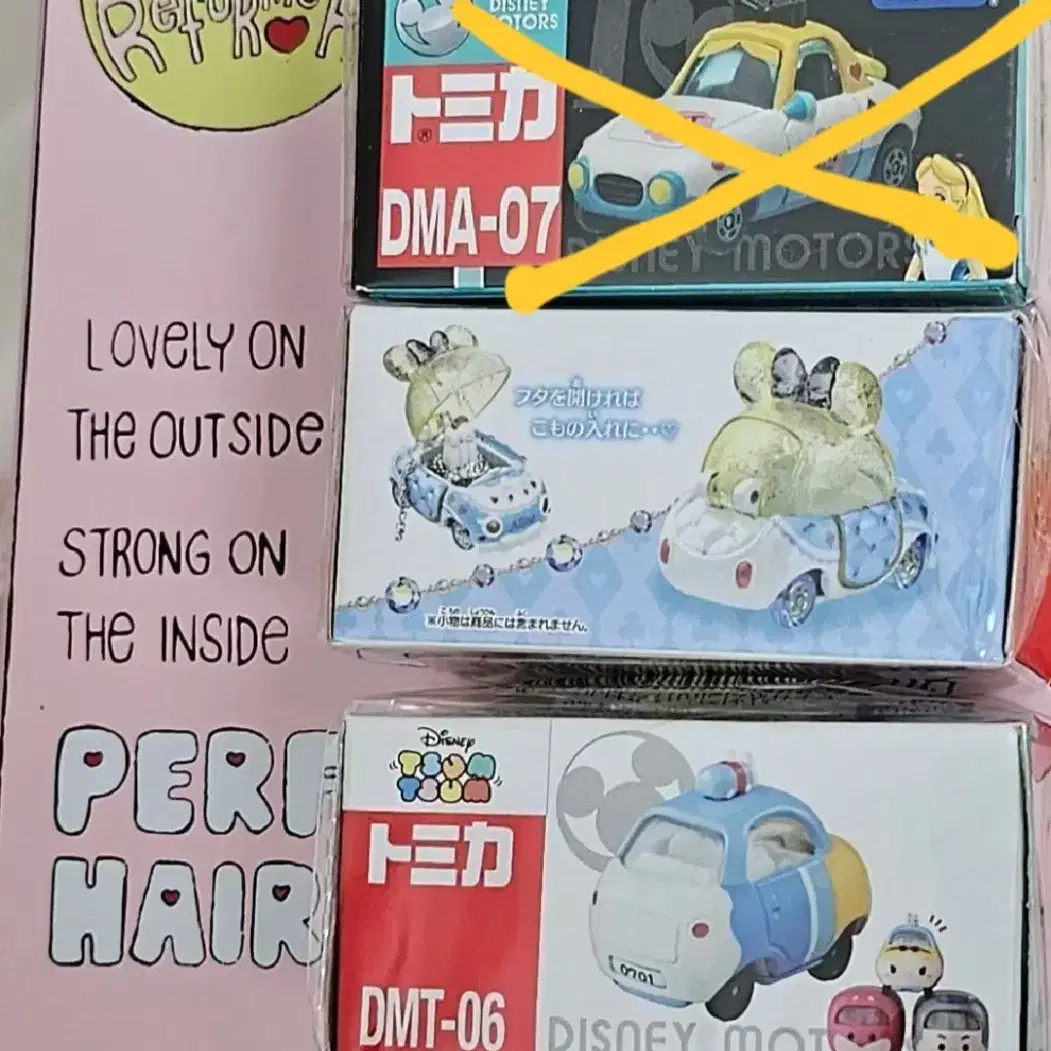 DISNEY
MOTORS
トミカ
DMA-07
DISNEY MOTORS
LOVELY ON
THE OUTSIDE
STRONG ON
THE INSIDE
HAIR
フタを開ければ
こもの入れに‥♡
※小物は商品には含まれません。
Disney
TSUM
TSUM
トミカ
DMT-06
0701
DISNEY MOT